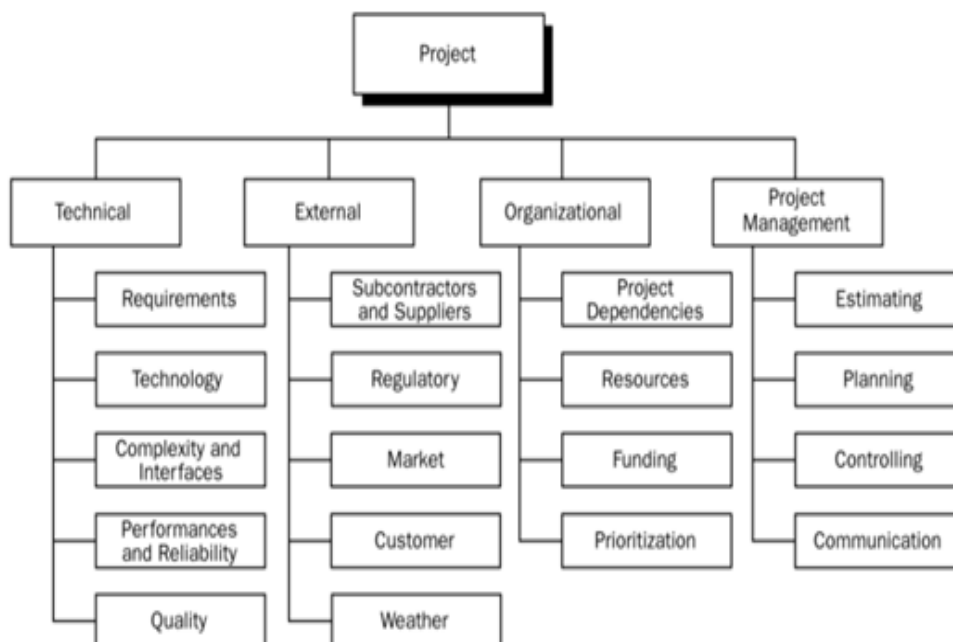 Project
Technical
External
Organizational
Project
Management
Requirements
Technology
Complexity and
Interfaces
Performances
and Reliability
Quality
Subcontractors
and Suppliers
Regulatory
Market
Customer
Weather
Project
Dependencies
Resources
Funding
Prioritization
Estimating
Planning
Controlling
Communication